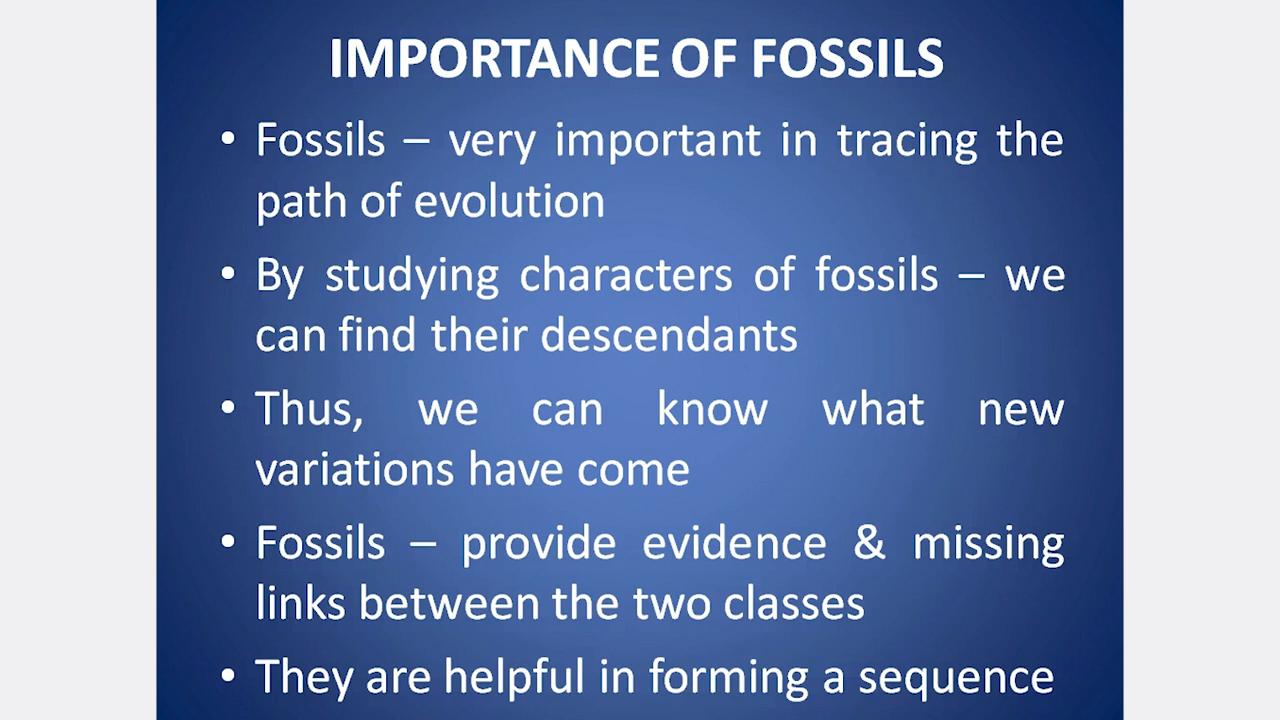 IMPORTANCE OF FOSSILS
• Fossils – very important in tracing the
path of evolution
• By studying characters of fossils – we
can find their descendants
• Thus, we can know what new
variations have come
• Fossils – provide evidence & missing
links between the two classes
• They are helpful in forming a sequence